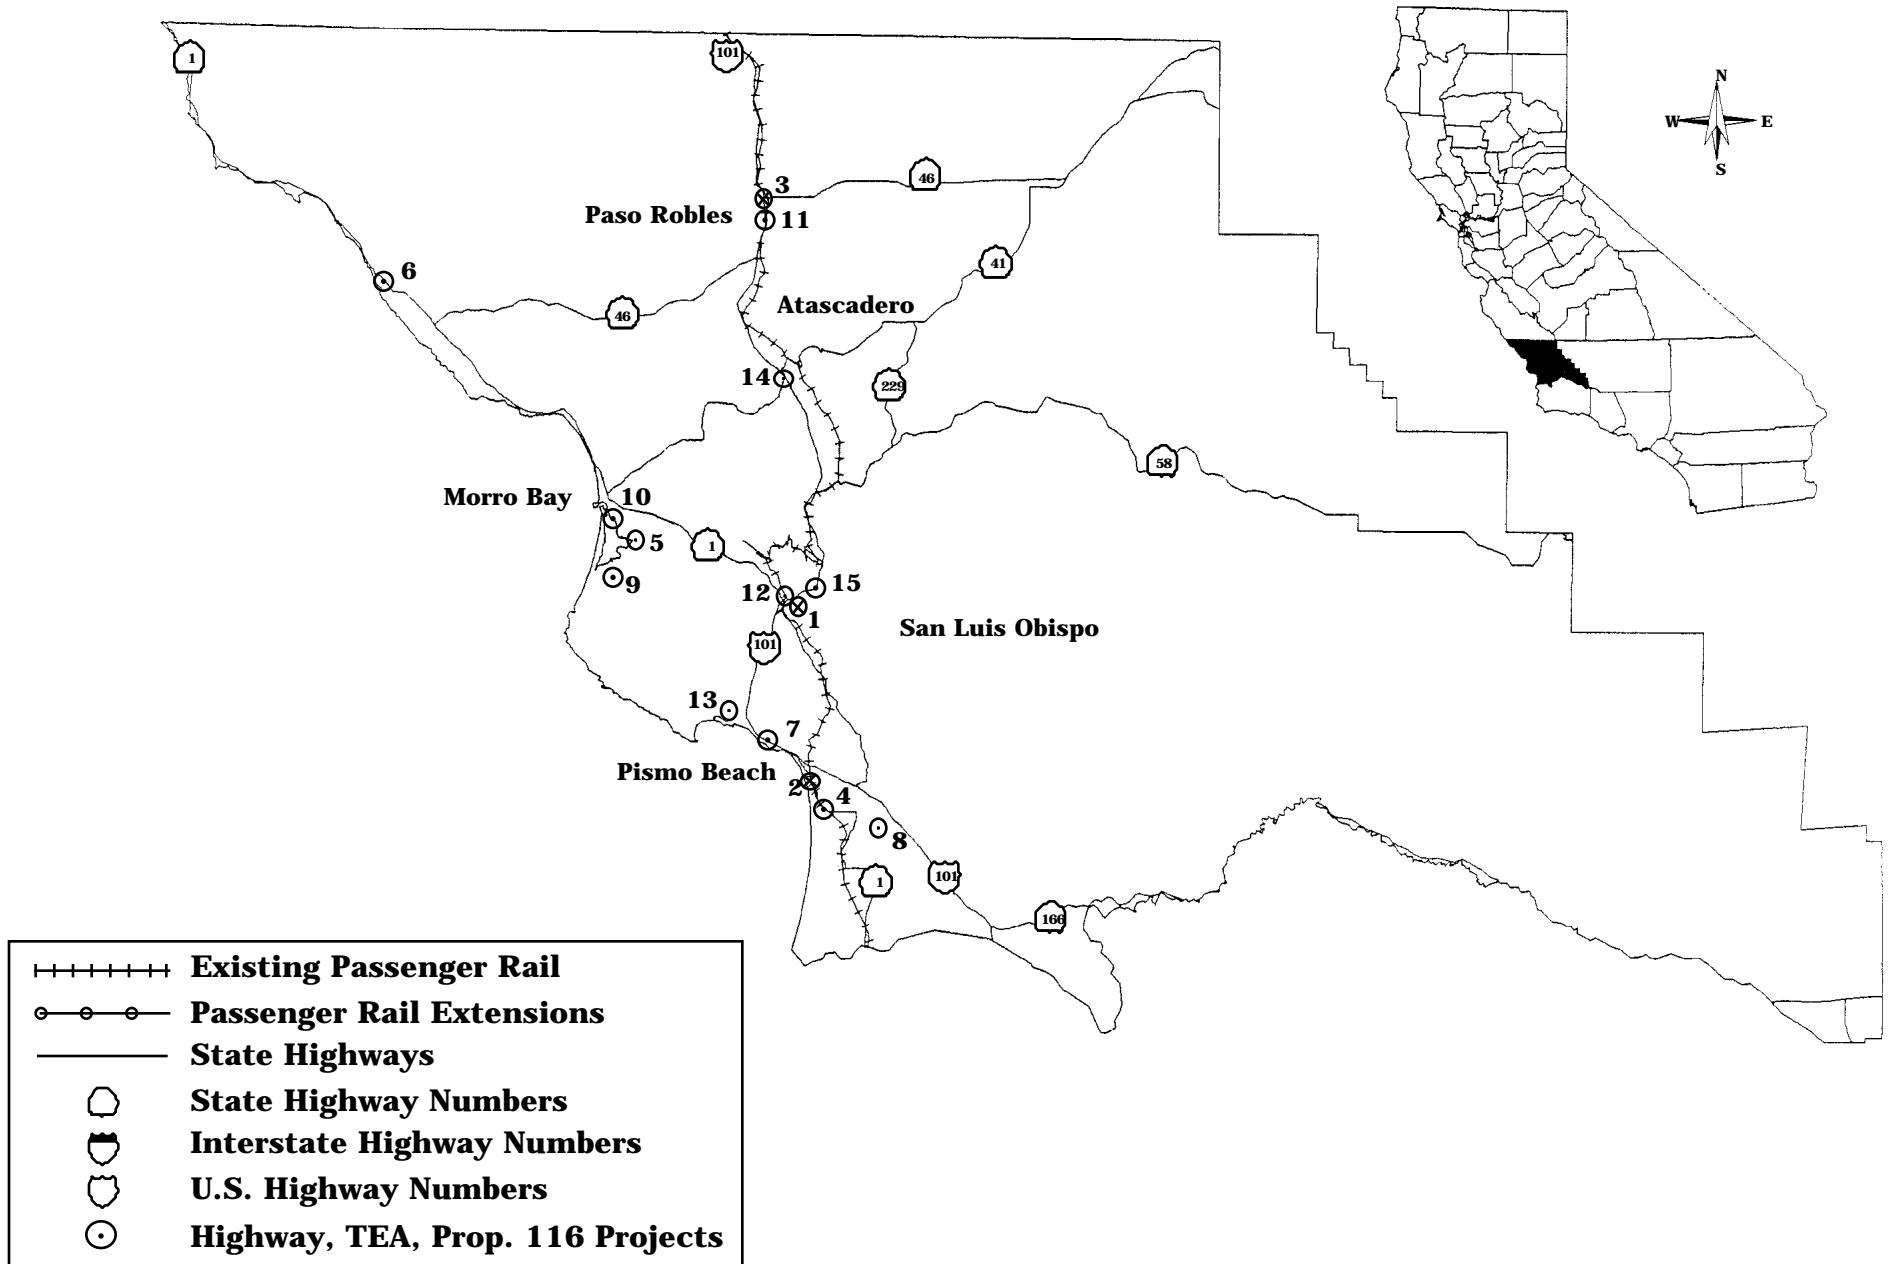 1
101
N
W E
S
3
46
Paso Robles
11
41
6
Atascadero
46
14
229
58
Morro Bay
10
5
1
9
12
15
1
San Luis Obispo
101
13
7
Pismo Beach
2
4
8
1
101
166
Existing Passenger Rail
Passenger Rail Extensions
State Highways
State Highway Numbers
Interstate Highway Numbers
U.S. Highway Numbers
Highway, TEA, Prop. 116 Projects